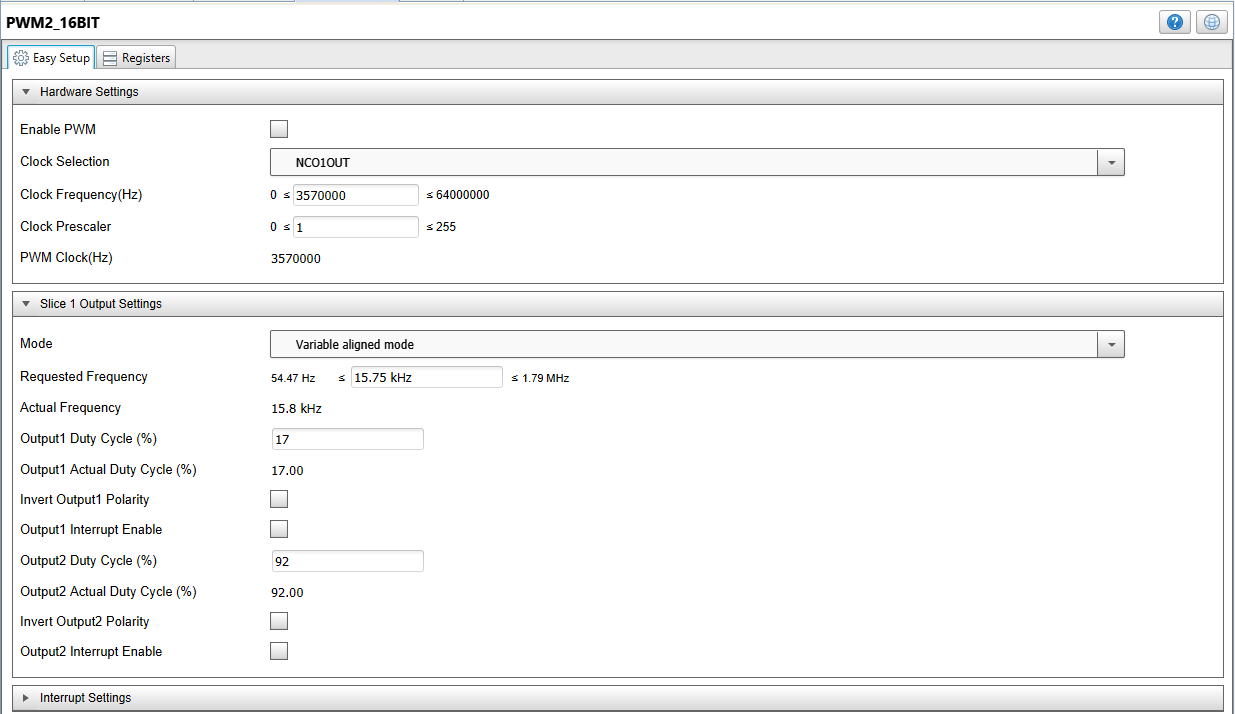 PWM2_16BIT
Easy Setup Registers
Hardware Settings
Enable PWM
Clock Selection NCO1OUT
Clock Frequency(Hz) 0 ≤ 3570000 ≤ 64000000
Clock Prescaler 0 ≤ 1 ≤ 255
PWM Clock(Hz) 3570000
Slice 1 Output Settings
Mode Variable aligned mode
Requested Frequency 54.47 Hz ≤ 15.75 kHz ≤ 1.79 MHz
Actual Frequency 15.8 kHz
Output1 Duty Cycle (%) 17
Output1 Actual Duty Cycle (%) 17.00
Invert Output1 Polarity
Output1 Interrupt Enable
Output2 Duty Cycle (%) 92
Output2 Actual Duty Cycle (%) 92.00
Invert Output2 Polarity
Output2 Interrupt Enable
Interrupt Settings